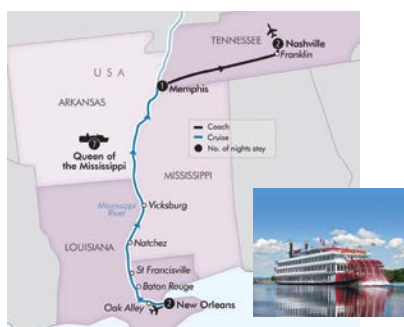 TENNESSEE
2 Nashville
Franklin
U S A
1 Memphis
ARKANSAS
Coach
Cruise
No. of nights stay
7
Queen of
the Mississippi
MISSISSIPPI
Mississippi
River
Vicksburg
LOUISIANA
Natchez
St Francisville
Baton Rouge
Oak Alley
2 New Orleans